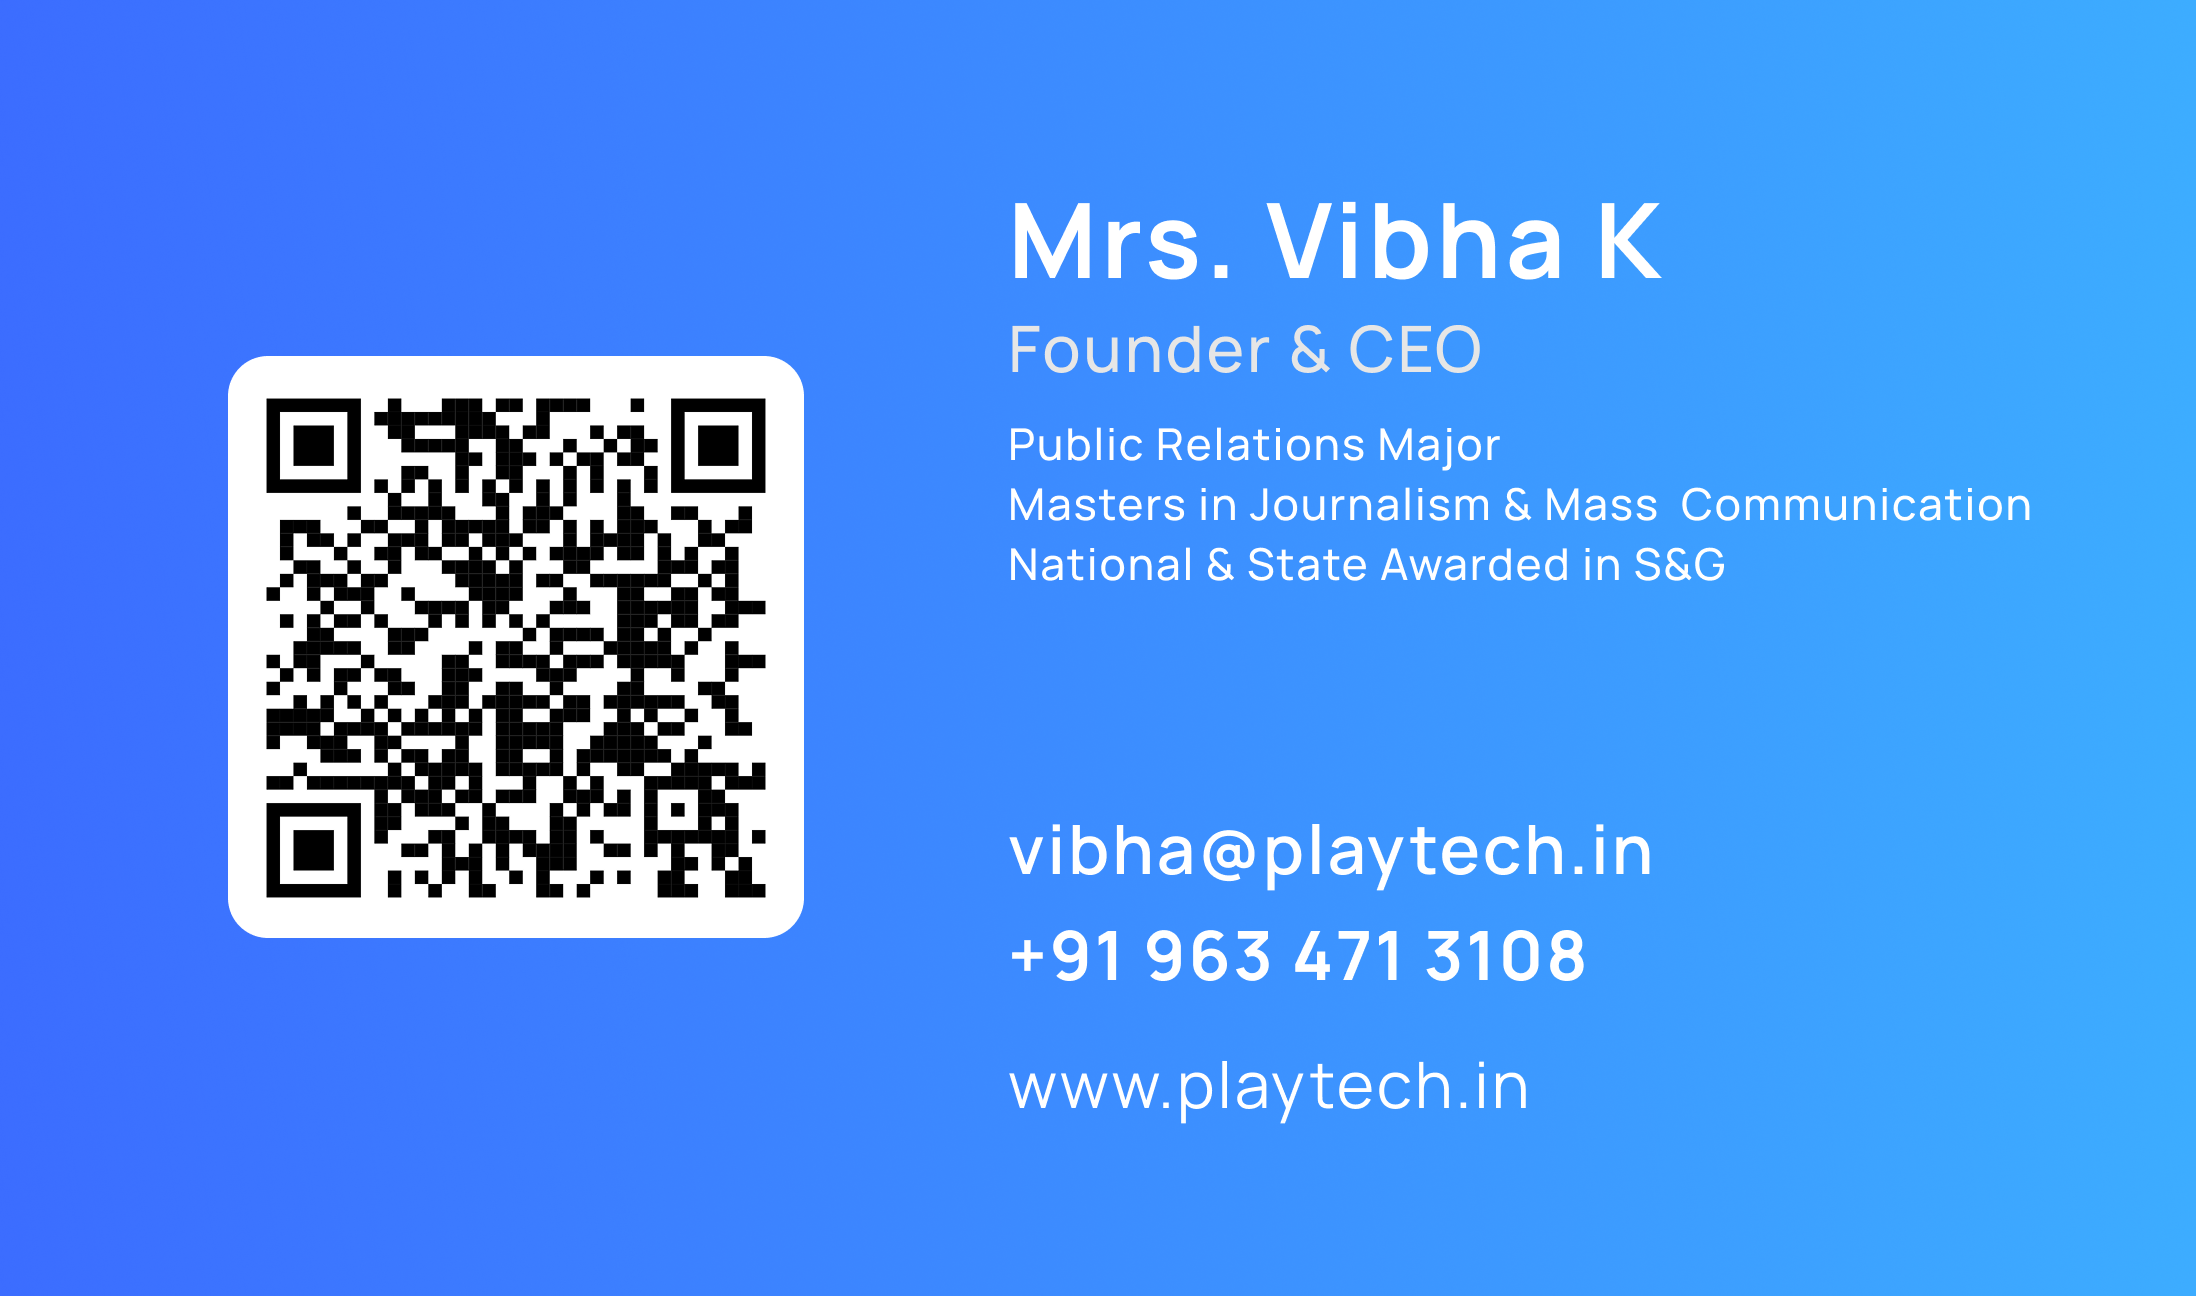 Mrs. Vibha K
Founder & CEO
Public Relations Major
Masters in Journalism & Mass  Communication
National & State Awarded in S&G
vibha@playtech.in
+91 963 471 3108
www.playtech.in